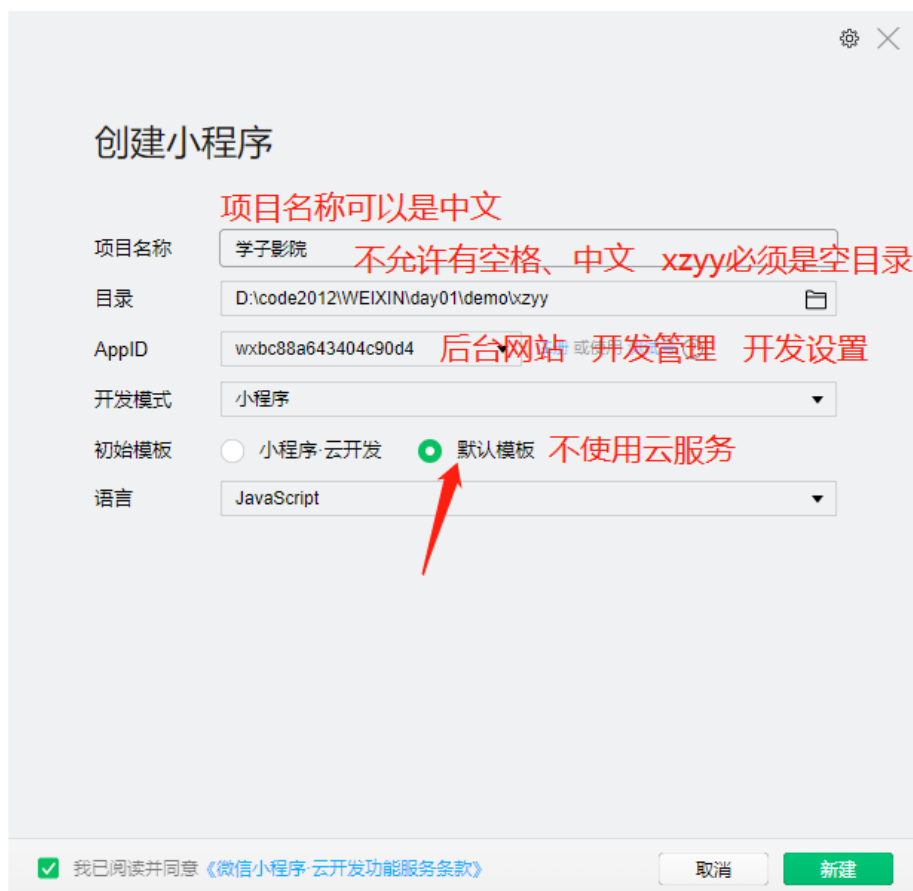 创建小程序
项目名称可以是中文
项目名称 学子影院
不允许有空格、中文 xzyy必须是空目录
目录 D:\code2012\WEIXIN\day01\demo\xzyy
AppID wxbc88a643404c90d4 后台网站 开发管理 开发设置
或使用
开发模式 小程序
初始模板 小程序·云开发 默认模板 不使用云服务
语言 JavaScript
我已阅读并同意《微信小程序·云开发功能服务条款》 取消 新建